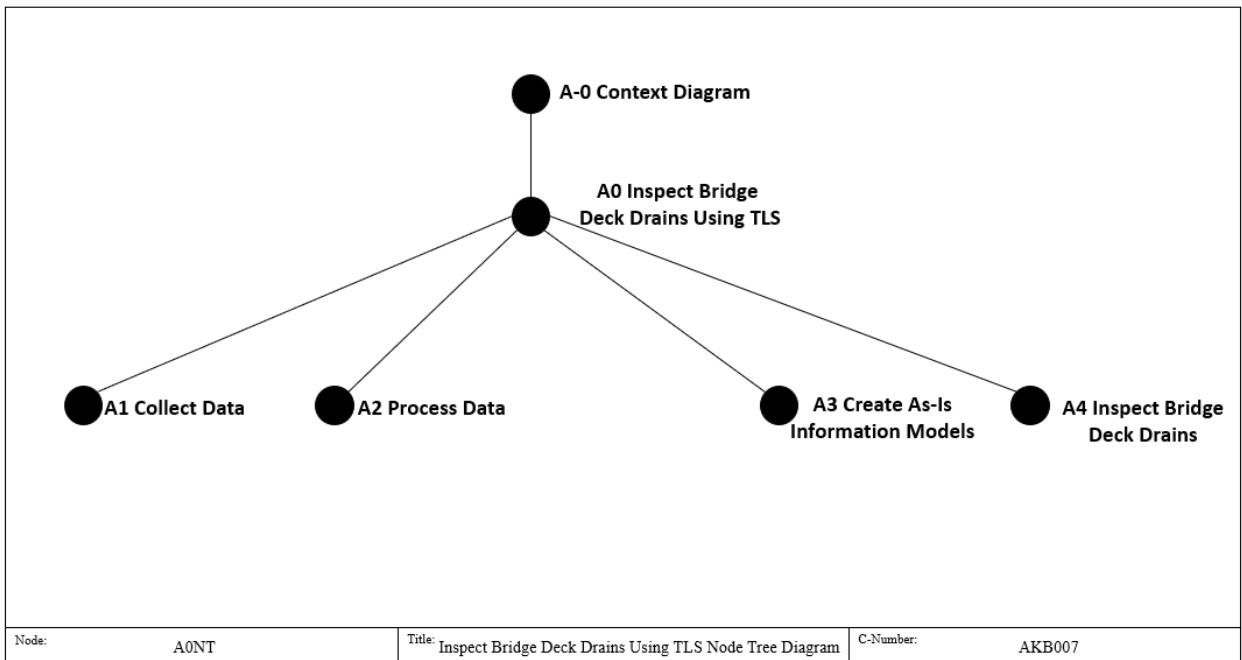 A-0 Context Diagram
A0 Inspect Bridge
Deck Drains Using TLS
A1 Collect Data
A2 Process Data
A3 Create As-Is
Information Models
A4 Inspect Bridge
Deck Drains
Node:
A0NT
Title:
Inspect Bridge Deck Drains Using TLS Node Tree Diagram
C-Number:
AKB007